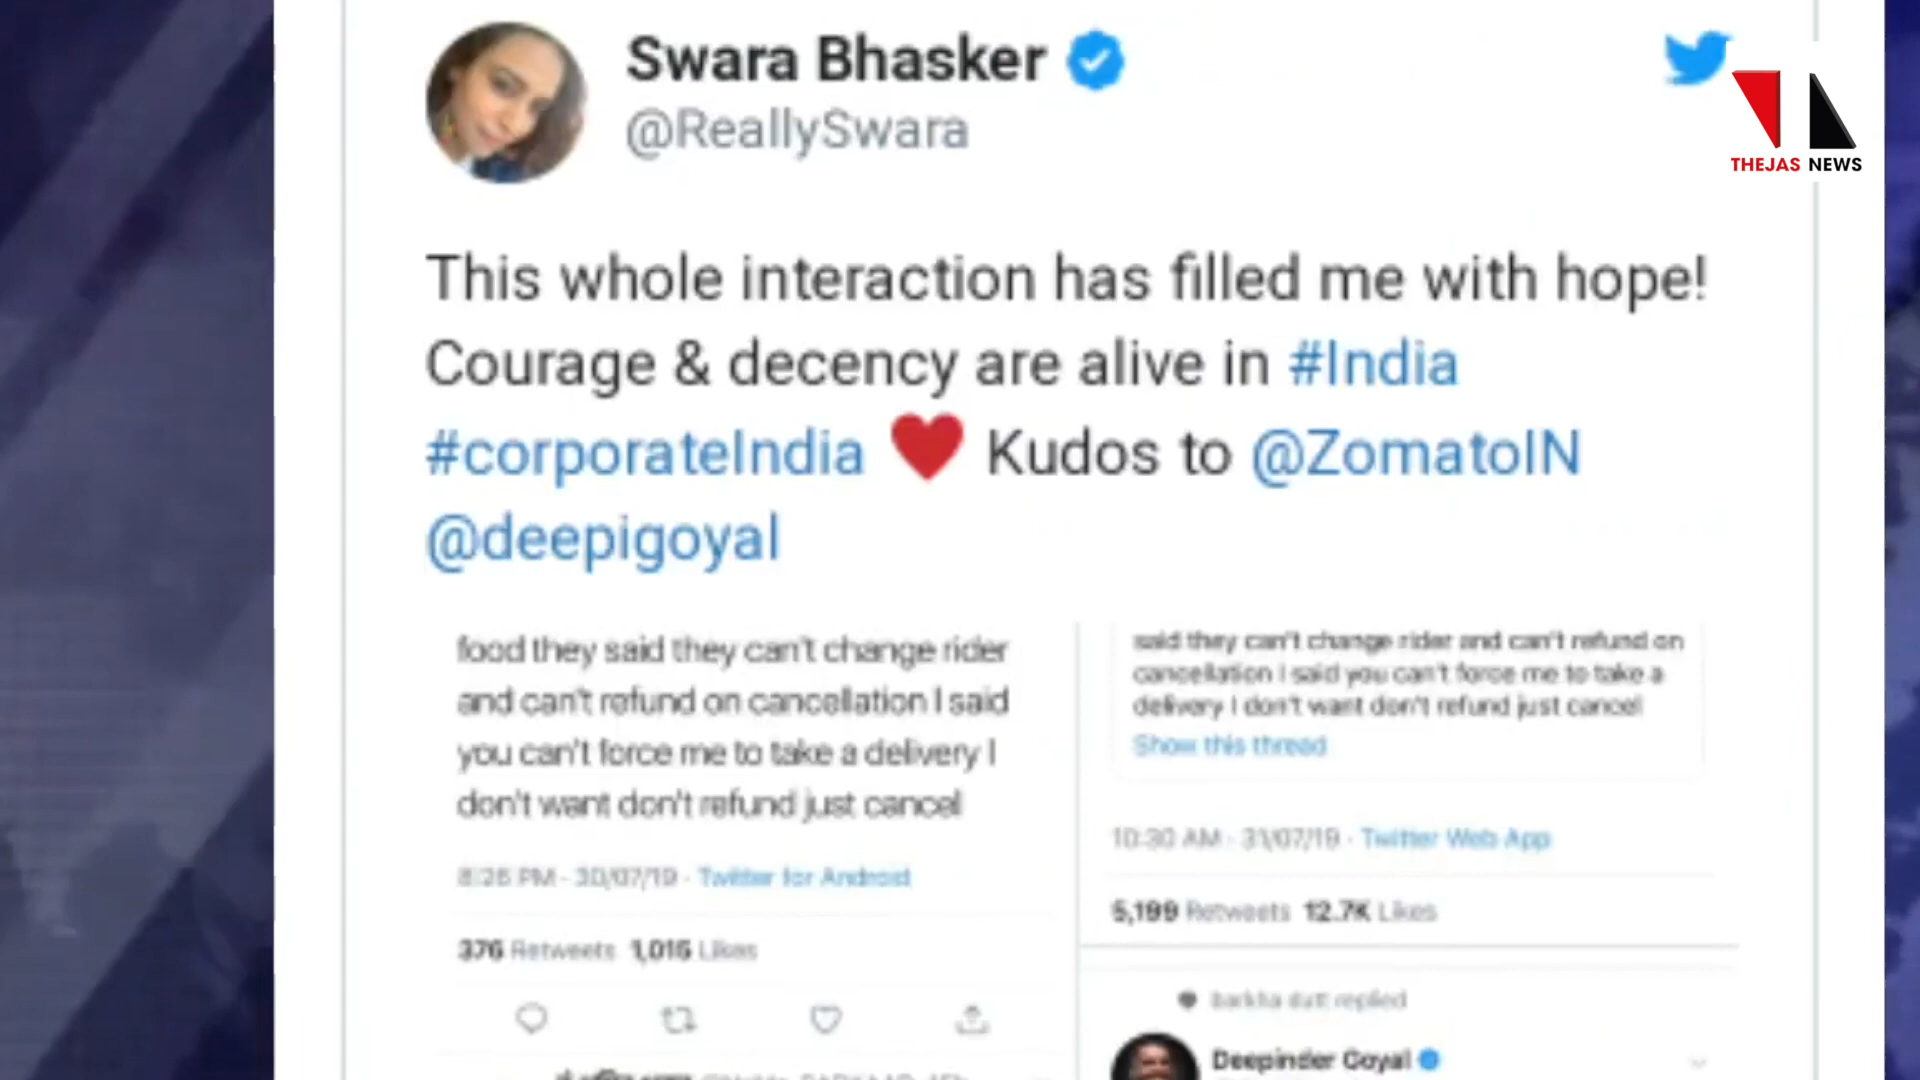 Swara Bhasker
@ReallySwara
THEJAS NEWS
This whole interaction has filled me with hope!
Courage & decency are alive in #India
#corporateIndia ❤ Kudos to @ZomatoIN
@deepigoyal
food they said they can't change rider
and can't refund on cancellation I said
you can't force me to take a delivery I
don't want don't refund just cancel
8:26 PM - 30/07/19 - Twitter for Android
376 Retweets 1,015 Likes
said they can't change rider and can't refund on
cancellation I said you can't force me to take a
delivery I don't want don't refund just cancel
Show this thread
10:30 AM - 31/07/19 - Twitter Web App
5,199 Retweets 12.7K Likes
barkha dutt replied
Deepinder Goyal